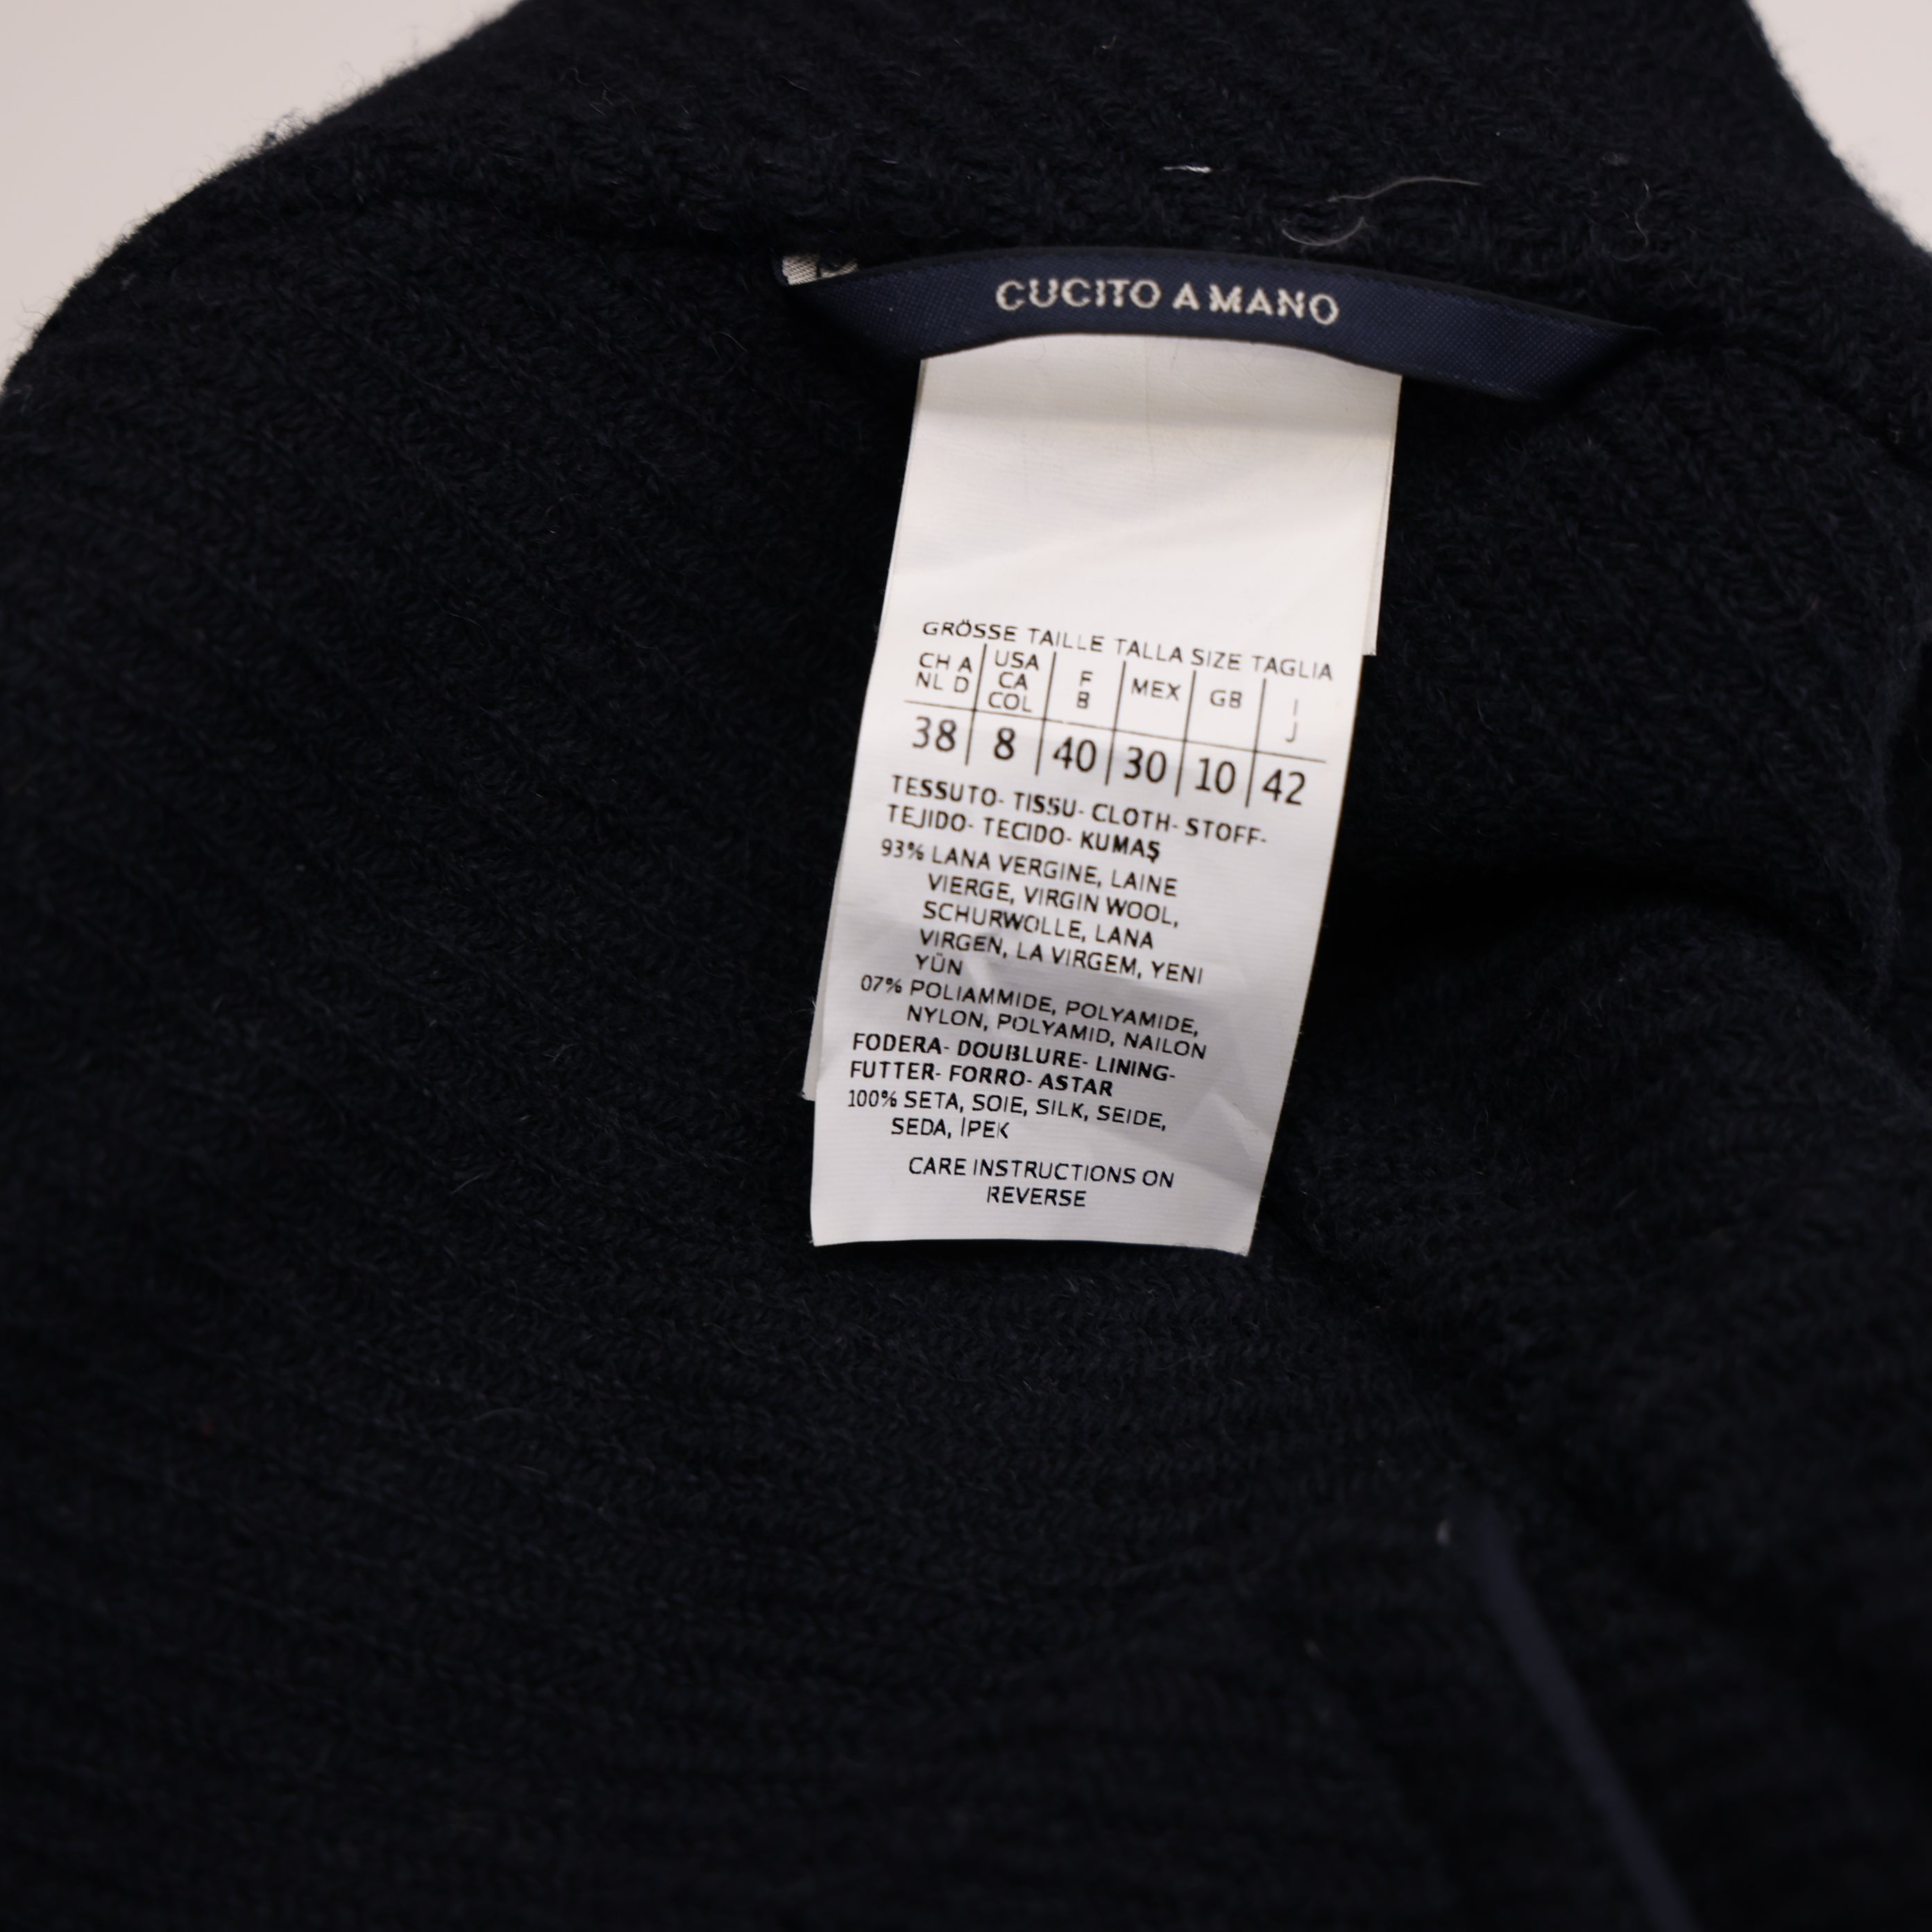 CUCITO A MANO
GRÖSSE TAILLE TALLA SIZE TAGLIA
CH A NL D USA CA COL F B MEX GB I J
38 8 40 30 10 42
TESSUTO- TISSU- CLOTH- STOFF-
TEJIDO- TECIDO- KUMAŞ
93% LANA VERGINE, LAINE
VIERGE, VIRGIN WOOL,
SCHURWOLLE, LANA
VIRGEN, LA VIRGEM, YENI
YÜN
07% POLIAMMIDE, POLYAMIDE,
NYLON, POLYAMID, NAILON
FODERA- DOUBLURE- LINING-
FUTTER- FORRO- ASTAR
100% SETA, SOIE, SILK, SEIDE,
SEDA, İPEK
CARE INSTRUCTIONS ON
REVERSE